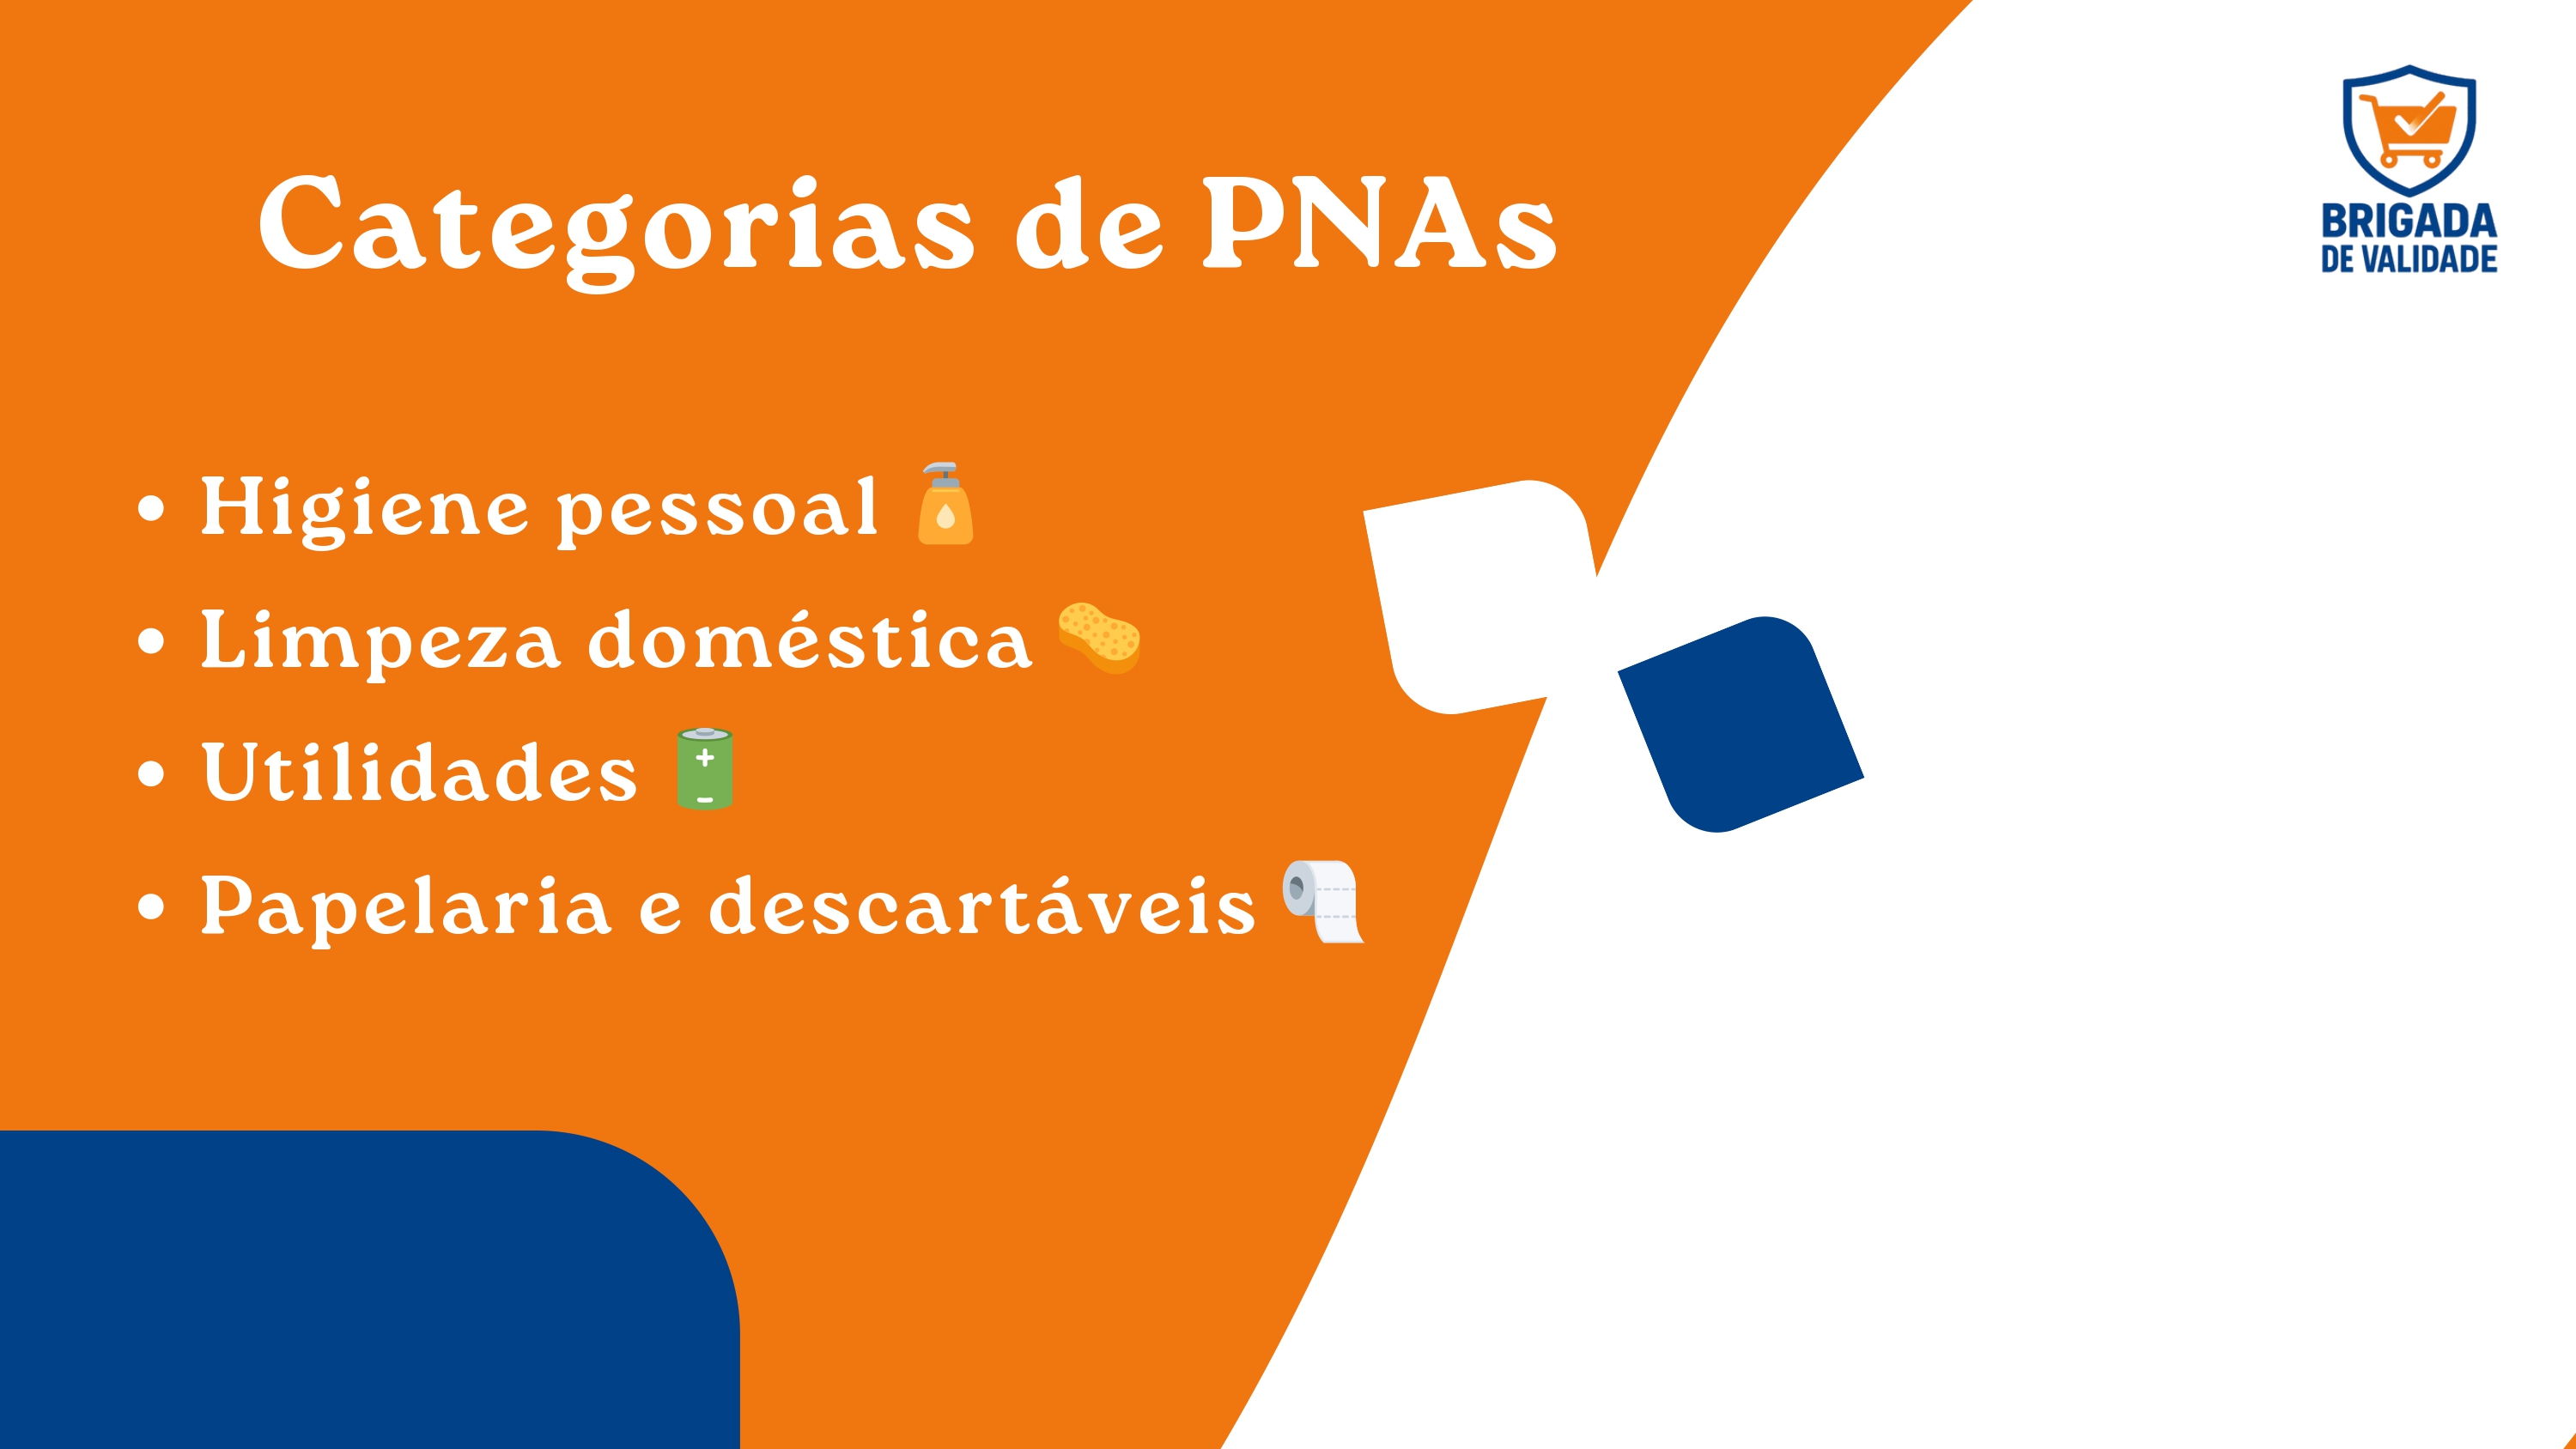 BRIGADA
DE VALIDADE
Categorias de PNAs
• Higiene pessoal
• Limpeza doméstica
• Utilidades
• Papelaria e descartáveis